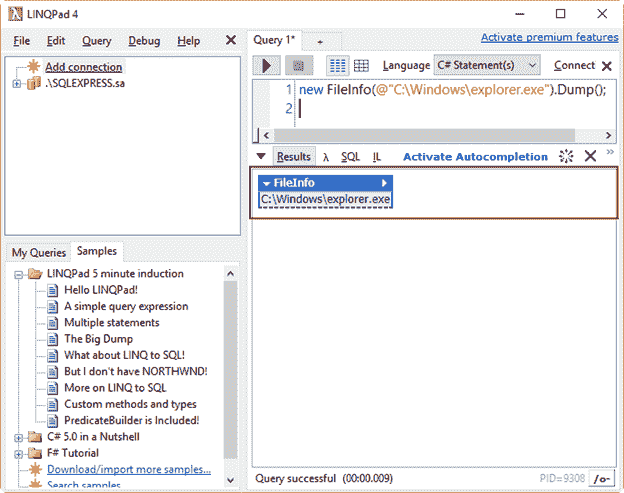 LINQPad 4
File Edit Query Debug Help
Add connection
.\SQLEXPRESS.sa
My Queries Samples
LINQPad 5 minute induction
Hello LINQPad!
A simple query expression
Multiple statements
The Big Dump
What about LINQ to SQL!
But I don't have NORTHWND!
More on LINQ to SQL
Custom methods and types
PredicateBuilder is Included!
C# 5.0 in a Nutshell
F# Tutorial
Download/import more samples...
Search samples
Query 1* +
Activate premium features
Language C# Statement(s) Connect
1 new FileInfo(@"C:\Windows\explorer.exe").Dump();
2
Results λ SQL IL Activate Autocompletion
FileInfo
C:\Windows\explorer.exe
Query successful (00:00.009) PID=9308 /o-